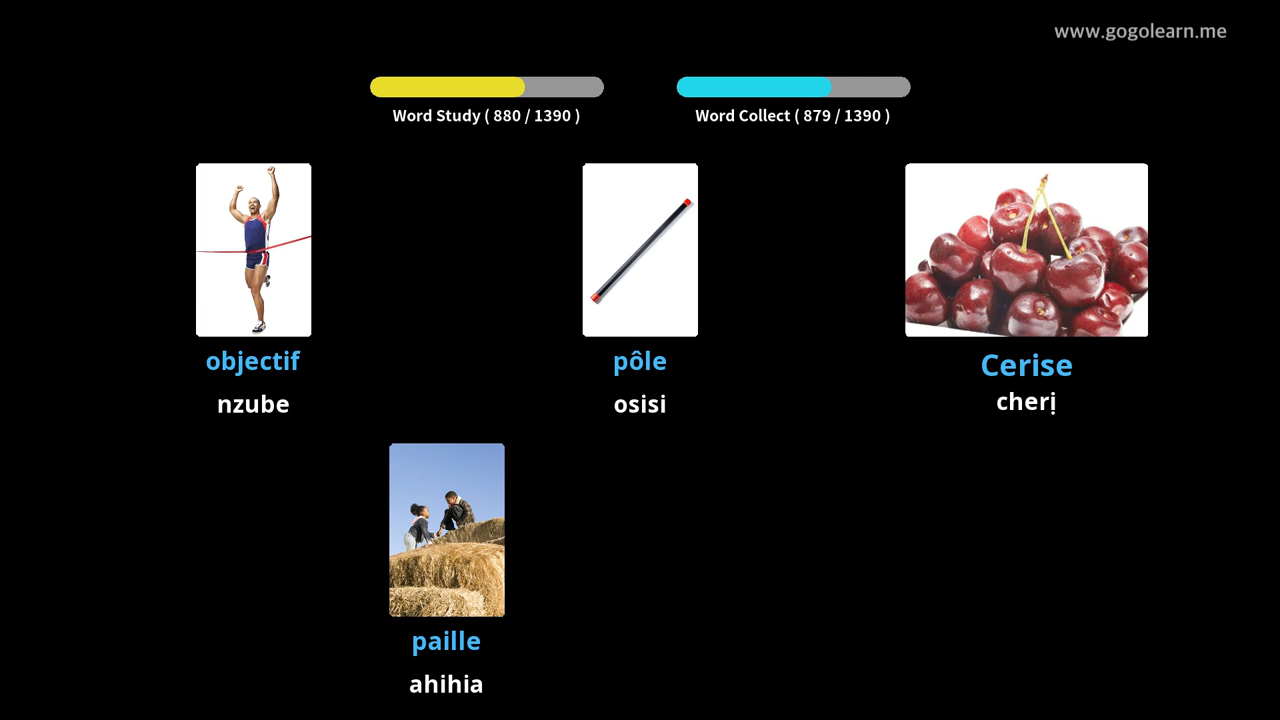 www.gogolearn.me
Word Study ( 880 / 1390 )
Word Collect ( 879 / 1390 )
objectif
nzube
pôle
osisi
Cerise
cherị
paille
ahihia